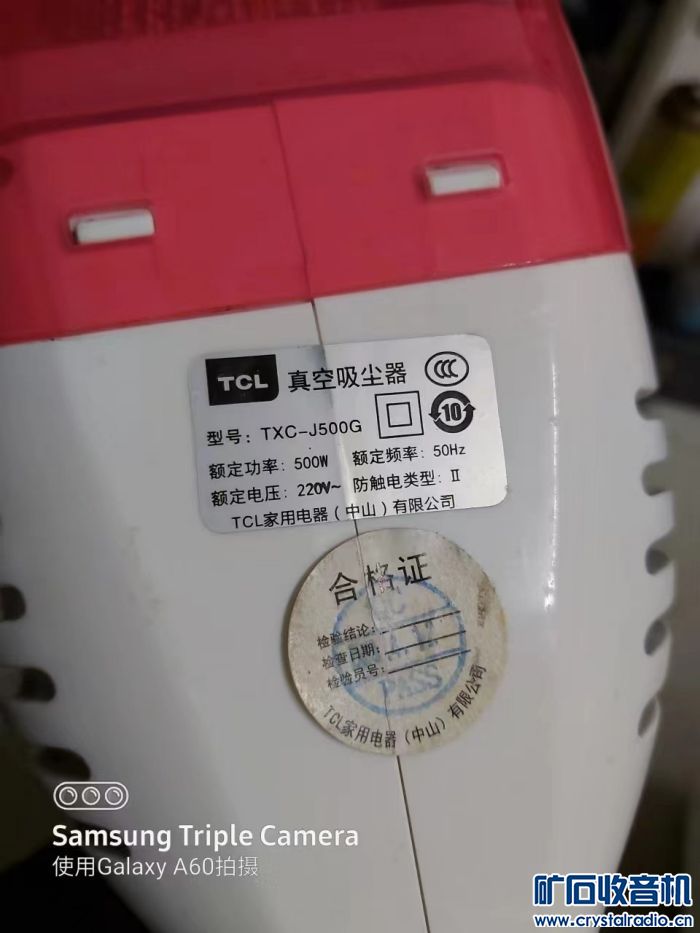 TCL 真空吸尘器
型号: TXC-J500G
10
额定功率: 500W 额定频率: 50Hz
额定电压: 220V~ 防触电类型: Ⅱ
TCL家用电器（中山）有限公司
合格证
检验结论:
检查日期:
检验员号:
PASS
TCL家用电器（中山）有限公司
Samsung Triple Camera
使用Galaxy A60拍摄
矿石收音机
www.crystalradio.cn